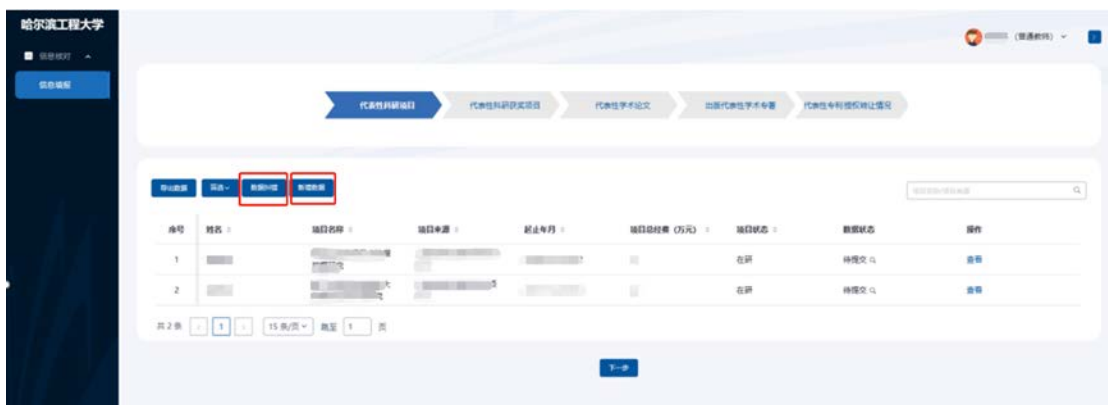 哈尔滨工程大学
信息核对
信息填报
(普通教师)
代表性科研项目 代表性科研获奖项目 代表性学术论文 出版代表性学术专著 代表性专利授权转让情况
导出数据 筛选 数据纠错 新增数据
序号 姓名 项目名称 项目来源 起止年月 项目总经费 (万元) 项目状态 数据状态 操作
1 在研 待提交 查看
2 在研 待提交 查看
共 2 条 1 15 条/页 跳至 1 页
下一步